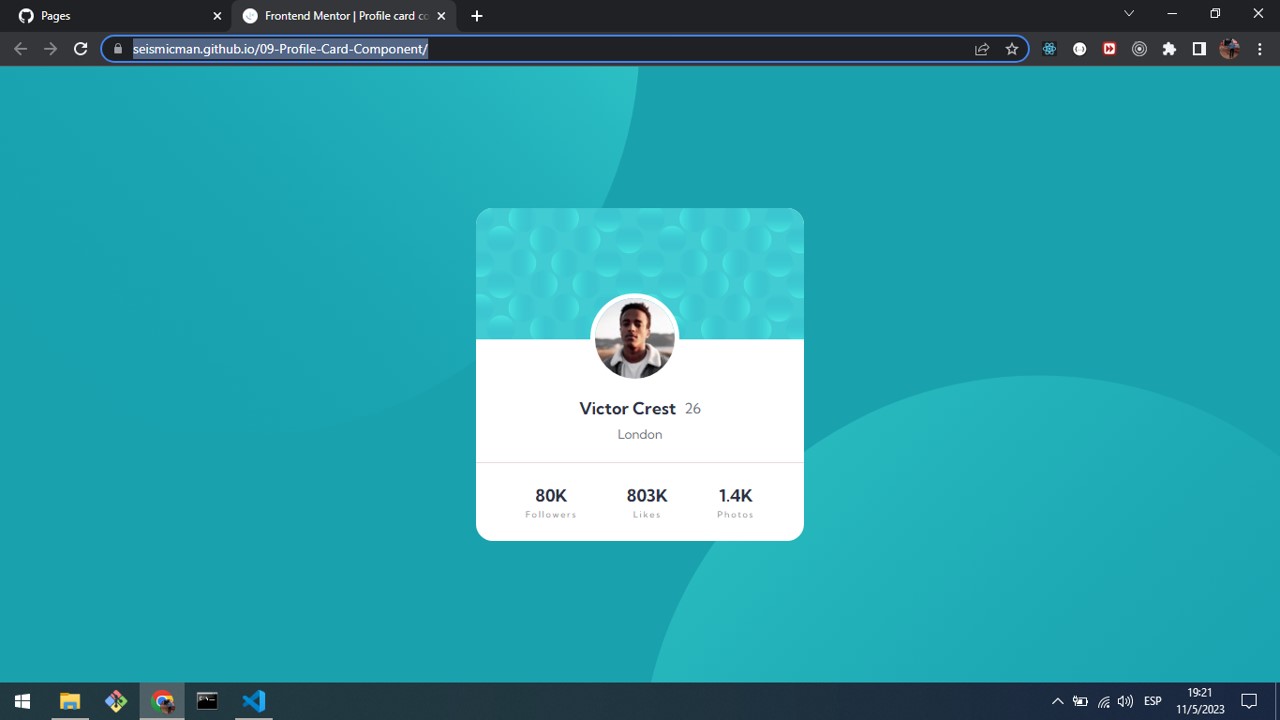 Pages
Frontend Mentor | Profile card co
seismicman.github.io/09-Profile-Card-Component/
Victor Crest 26
London
80K 803K 1.4K
Followers Likes Photos
ESP
19:21
11/5/2023